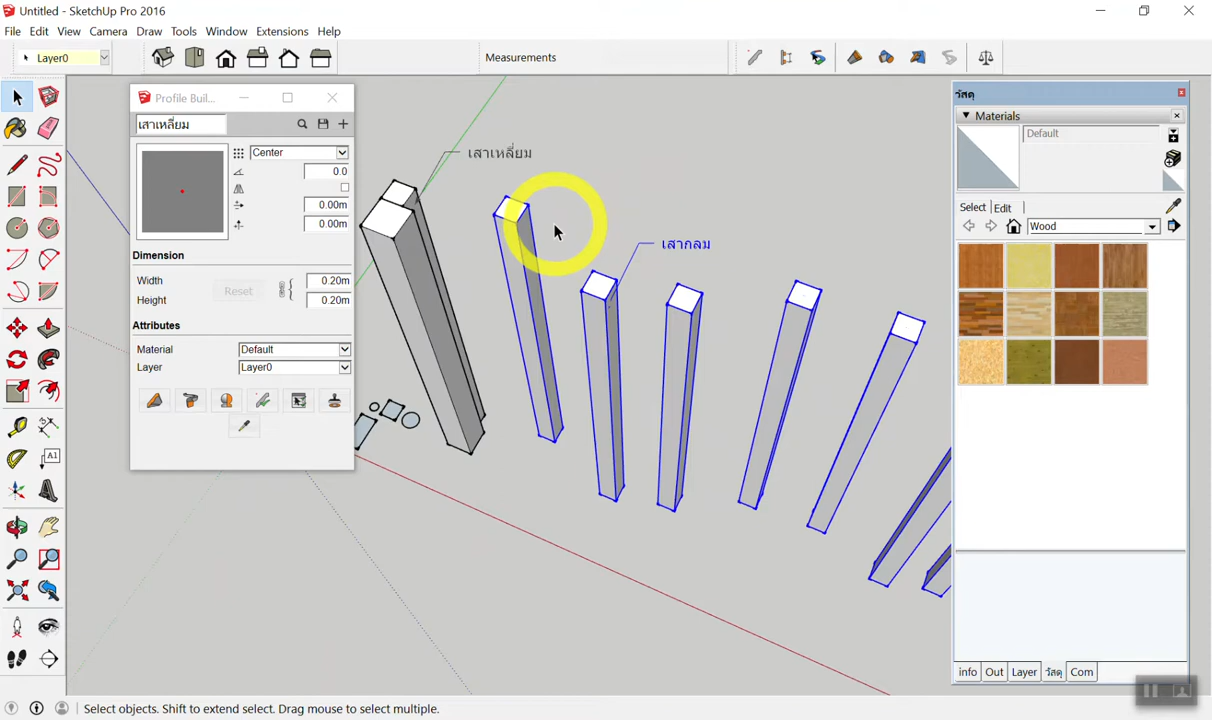 Untitled - SketchUp Pro 2016
File Edit View Camera Draw Tools Window Extensions Help
Layer0
Measurements
Profile Buil...
เสาเหลี่ยม
Center
0.0
0.00m
0.00m
Dimension
Width 0.20m
Reset
Height 0.20m
Attributes
Material Default
Layer Layer0
เสาเหลี่ยม
เสากลม
วัสดุ
Materials
Default
Select Edit
Wood
info Out Layer วัสดุ Com
A1
Select objects. Shift to extend select. Drag mouse to select multiple.